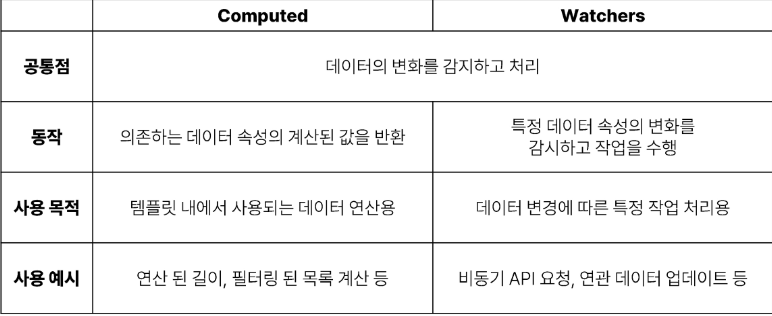 Computed Watchers
공통점 데이터의 변화를 감지하고 처리
동작 의존하는 데이터 속성의 계산된 값을 반환 특정 데이터 속성의 변화를
감시하고 작업을 수행
사용 목적 템플릿 내에서 사용되는 데이터 연산용 데이터 변경에 따른 특정 작업 처리용
사용 예시 연산 된 길이, 필터링 된 목록 계산 등 비동기 API 요청, 연관 데이터 업데이트 등